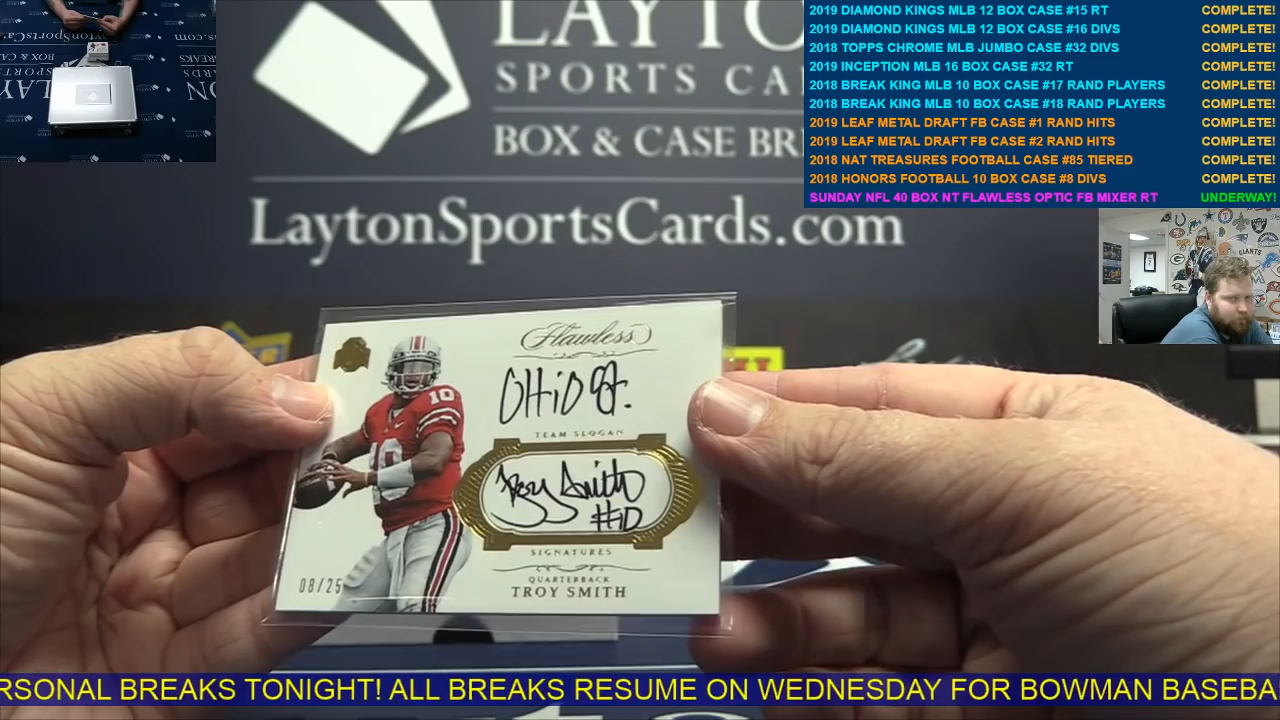 LAYTO
SPORTS CA
BOX & CASE BR
LaytonSportsCards.com
2019 DIAMOND KINGS MLB 12 BOX CASE #15 RT COMPLETE!
2019 DIAMOND KINGS MLB 12 BOX CASE #16 DIVS COMPLETE!
2018 TOPPS CHROME MLB JUMBO CASE #32 DIVS COMPLETE!
2019 INCEPTION MLB 16 BOX CASE #32 RT COMPLETE!
2018 BREAK KING MLB 10 BOX CASE #17 RAND PLAYERS COMPLETE!
2018 BREAK KING MLB 10 BOX CASE #18 RAND PLAYERS COMPLETE!
2019 LEAF METAL DRAFT FB CASE #1 RAND HITS COMPLETE!
2019 LEAF METAL DRAFT FB CASE #2 RAND HITS COMPLETE!
2018 NAT TREASURES FOOTBALL CASE #85 TIERED COMPLETE!
2018 HONORS FOOTBALL 10 BOX CASE #8 DIVS COMPLETE!
SUNDAY NFL 40 BOX NT FLAWLESS OPTIC FB MIXER RT UNDERWAY!
GIANTS
Flawless
OHiO St.
TEAM SLOGAN
Troy Smith
#10
SIGNATURES
QUARTERBACK
TROY SMITH
10
10
08/25
RSONAL BREAKS TONIGHT! ALL BREAKS RESUME ON WEDNESDAY FOR BOWMAN BASEBA